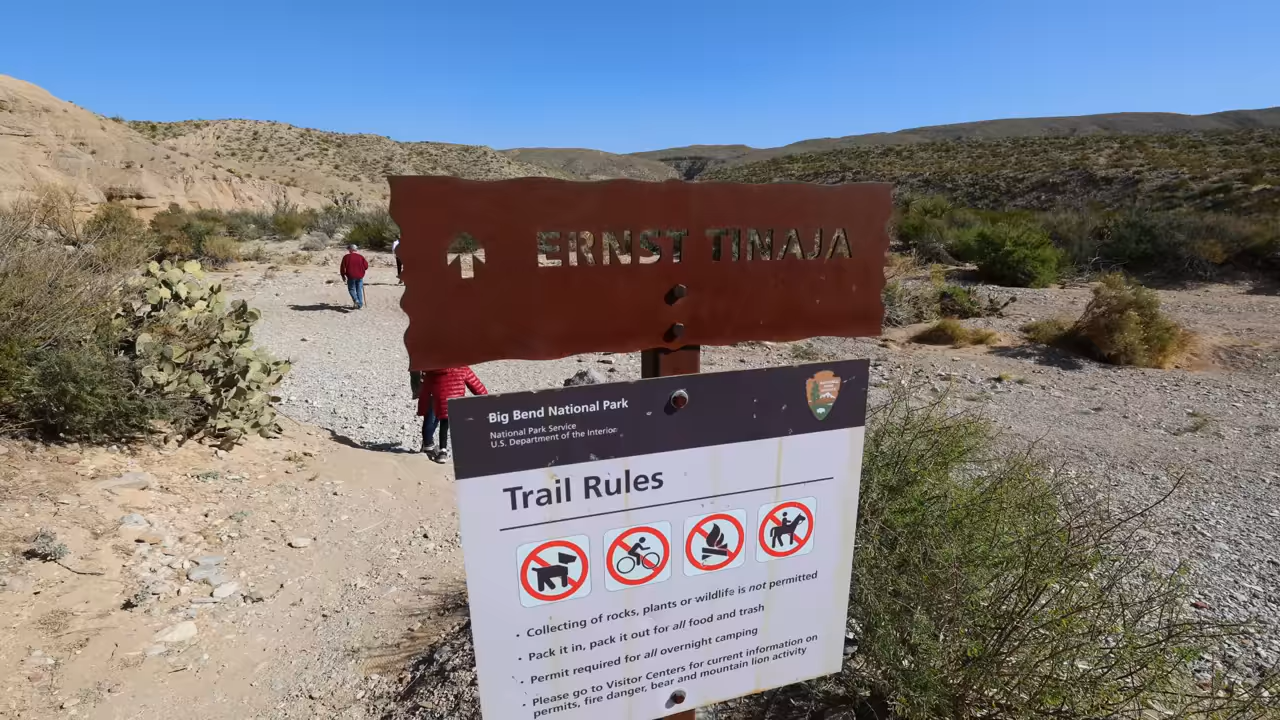 ERNST TINAJA
Big Bend National Park
National Park Service
U.S. Department of the Interior
Trail Rules
• Collecting of rocks, plants or wildlife is not permitted
• Pack it in, pack it out for all food and trash
• Permit required for all overnight camping
• Please go to Visitor Centers for current information on
permits, fire danger, bear and mountain lion activity